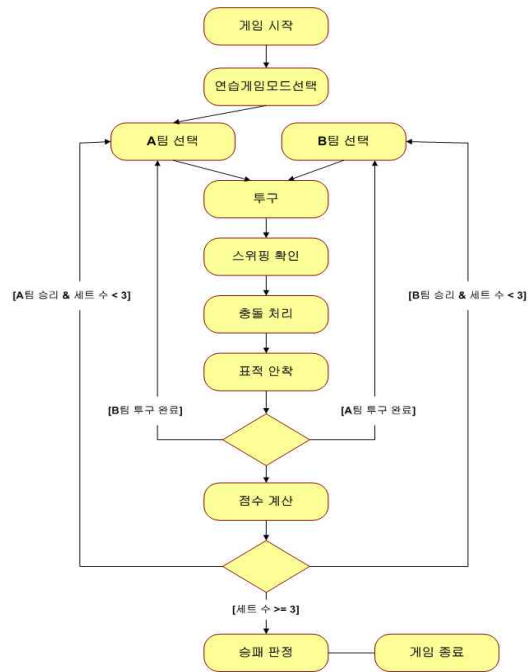 게임 시작
연습게임모드선택
A팀 선택
B팀 선택
투구
스위핑 확인
[A팀 승리 & 세트 수 < 3]
[B팀 승리 & 세트 수 < 3]
충돌 처리
표적 안착
[B팀 투구 완료]
[A팀 투구 완료]
점수 계산
[세트 수 >= 3]
승패 판정
게임 종료